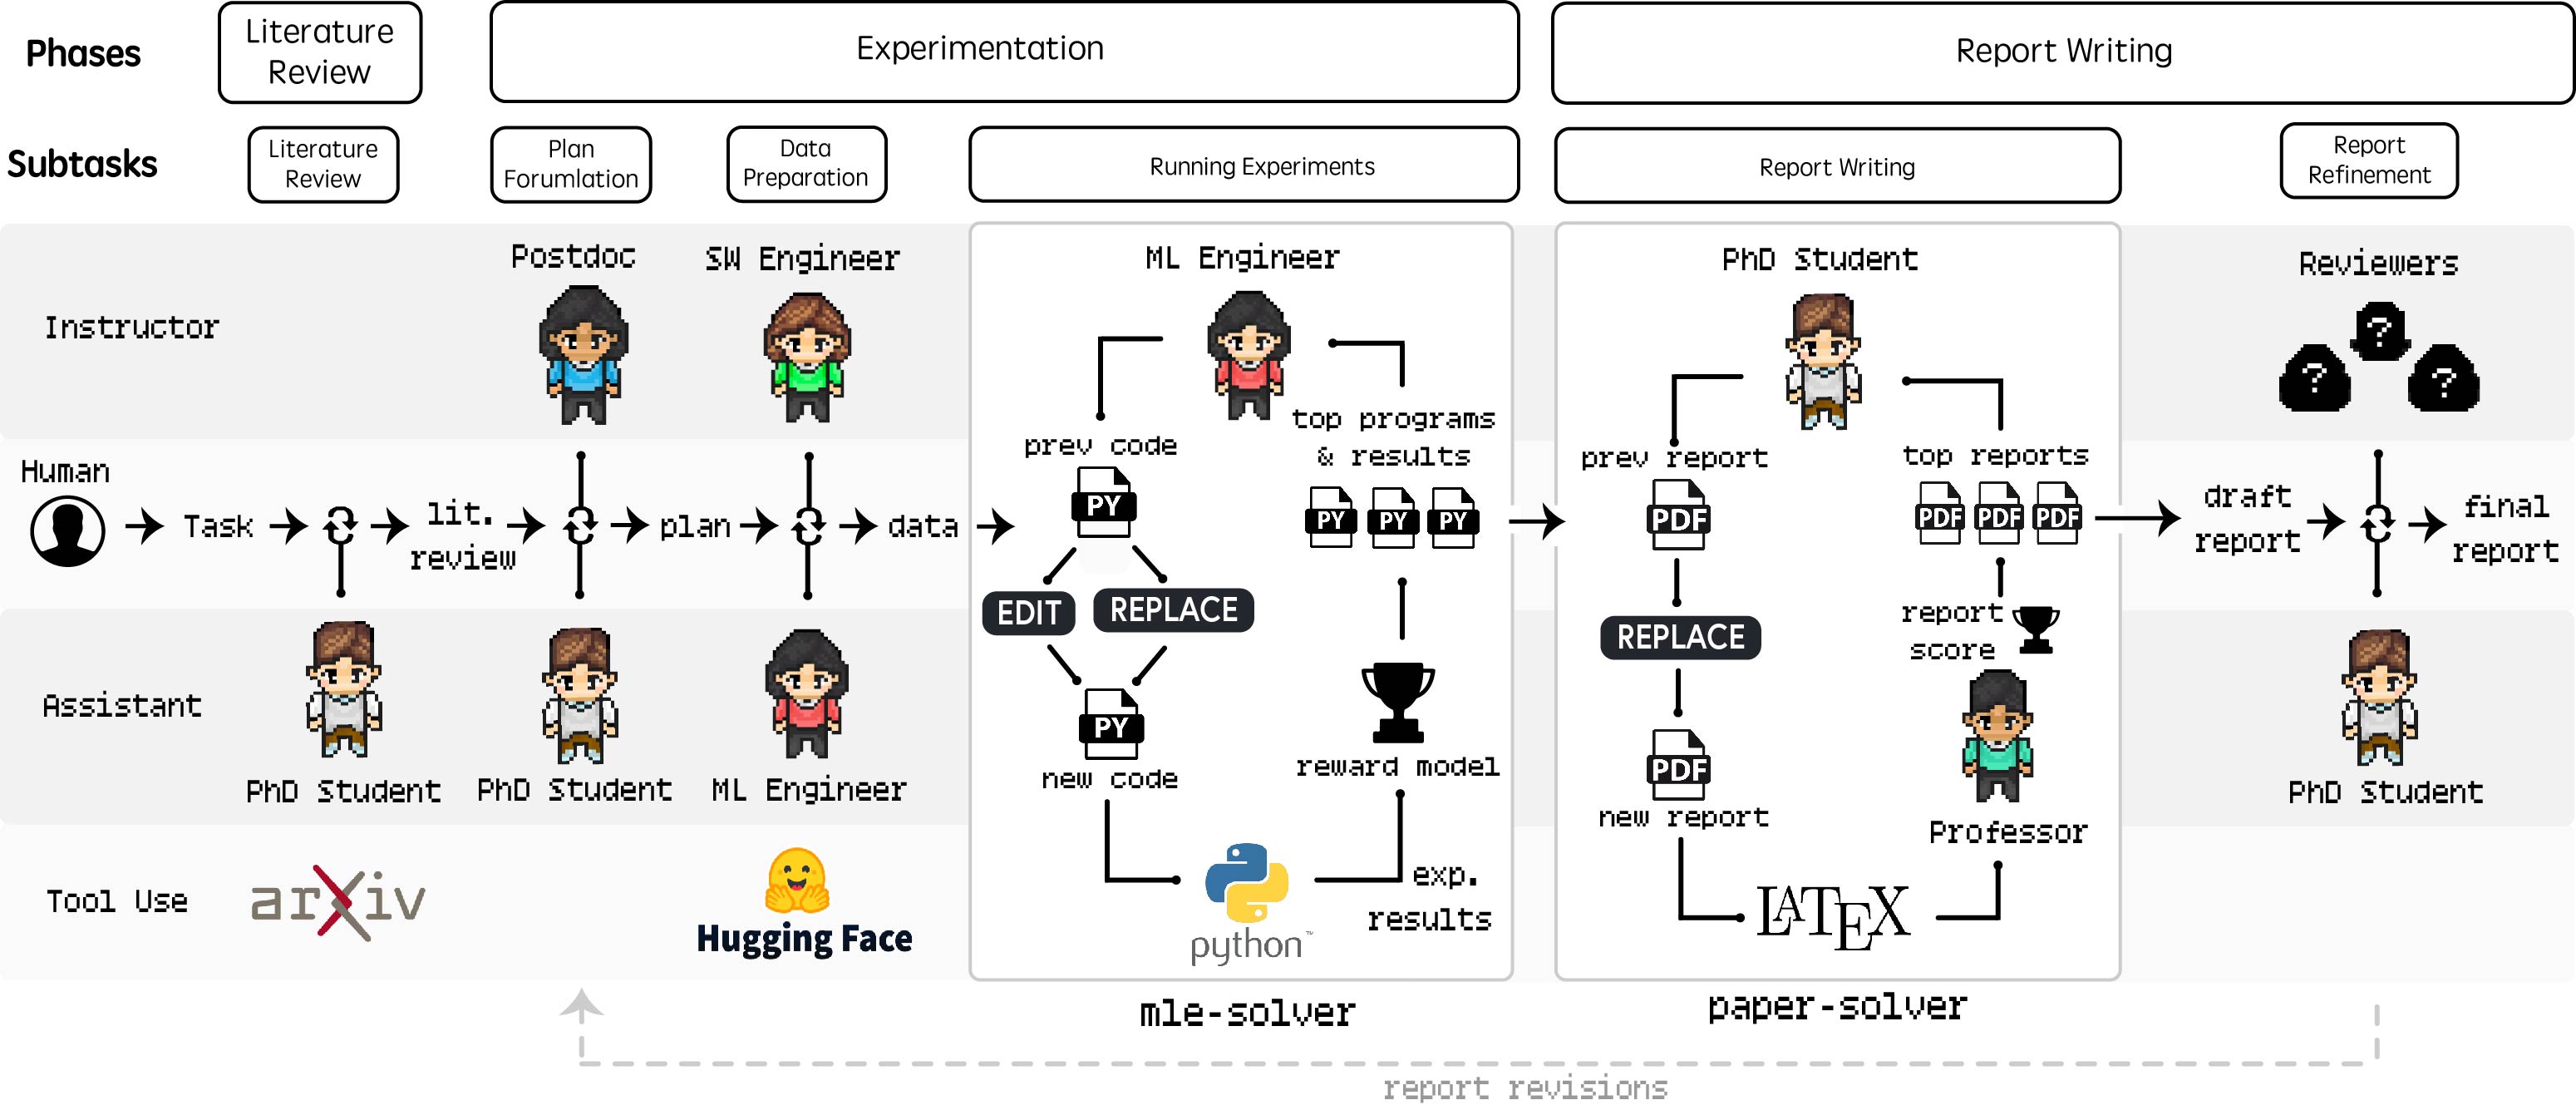 Phases
Literature
Review
Experimentation
Report Writing
Subtasks
Literature
Review
Plan
Forumlation
Data
Preparation
Running Experiments
Report Writing
Report
Refinement
Instructor
Postdoc
SW Engineer
ML Engineer
PhD Student
Reviewers
?
?
?
Human
Task
lit.
review
plan
data
prev code
PY
EDIT
REPLACE
PY
new code
top programs
& results
PY
PY
PY
reward model
exp.
results
python™
prev report
PDF
REPLACE
PDF
new report
top reports
PDF
PDF
PDF
report
score
Professor
LATEX
draft
report
final
report
Assistant
PhD Student
PhD Student
ML Engineer
PhD Student
Tool Use
arXiv
Hugging Face
mle-solver
paper-solver
report revisions